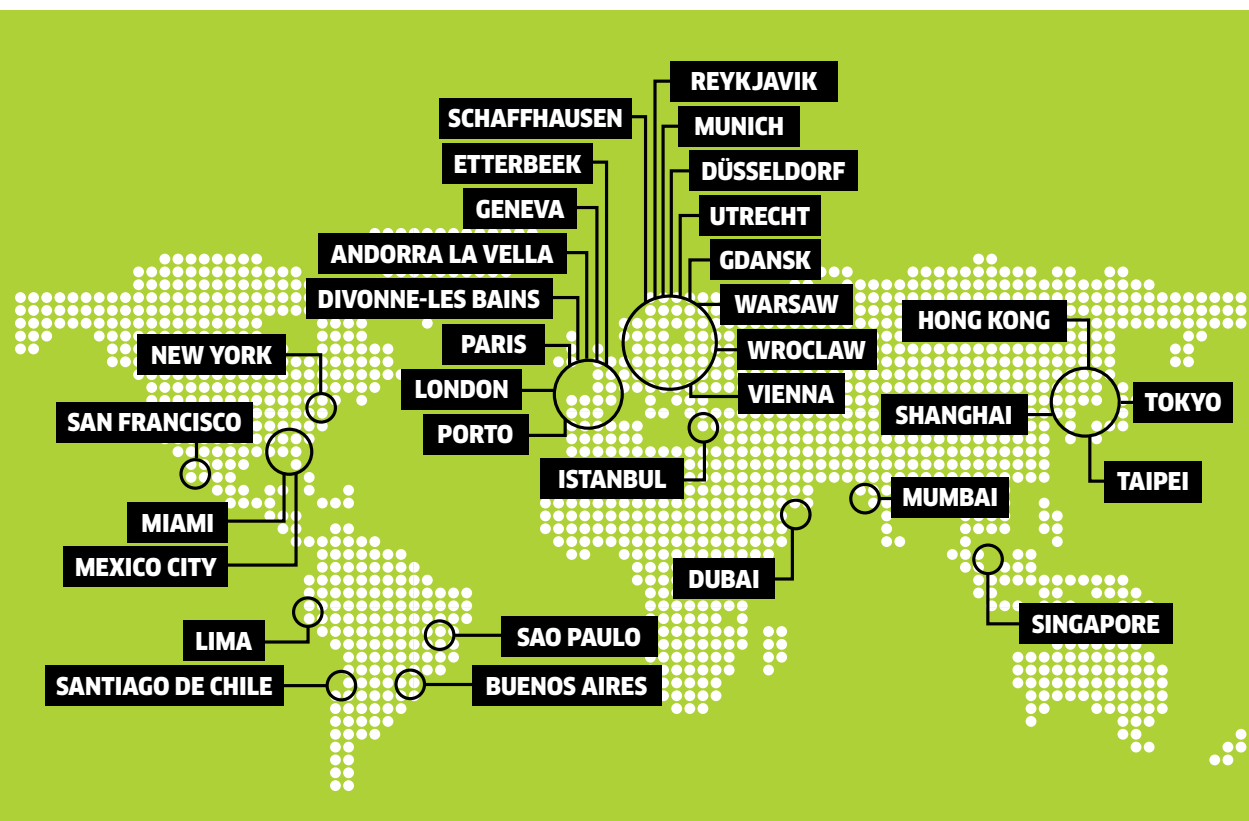 REYKJAVIK
SCHAFFHAUSEN
MUNICH
ETTERBEEK
DÜSSELDORF
GENEVA
UTRECHT
ANDORRA LA VELLA
GDANSK
DIVONNE-LES BAINS
WARSAW
HONG KONG
PARIS
NEW YORK
WROCLAW
LONDON
VIENNA
TOKYO
SAN FRANCISCO
SHANGHAI
PORTO
ISTANBUL
TAIPEI
MUMBAI
MIAMI
MEXICO CITY
DUBAI
SINGAPORE
LIMA
SAO PAULO
SANTIAGO DE CHILE
BUENOS AIRES